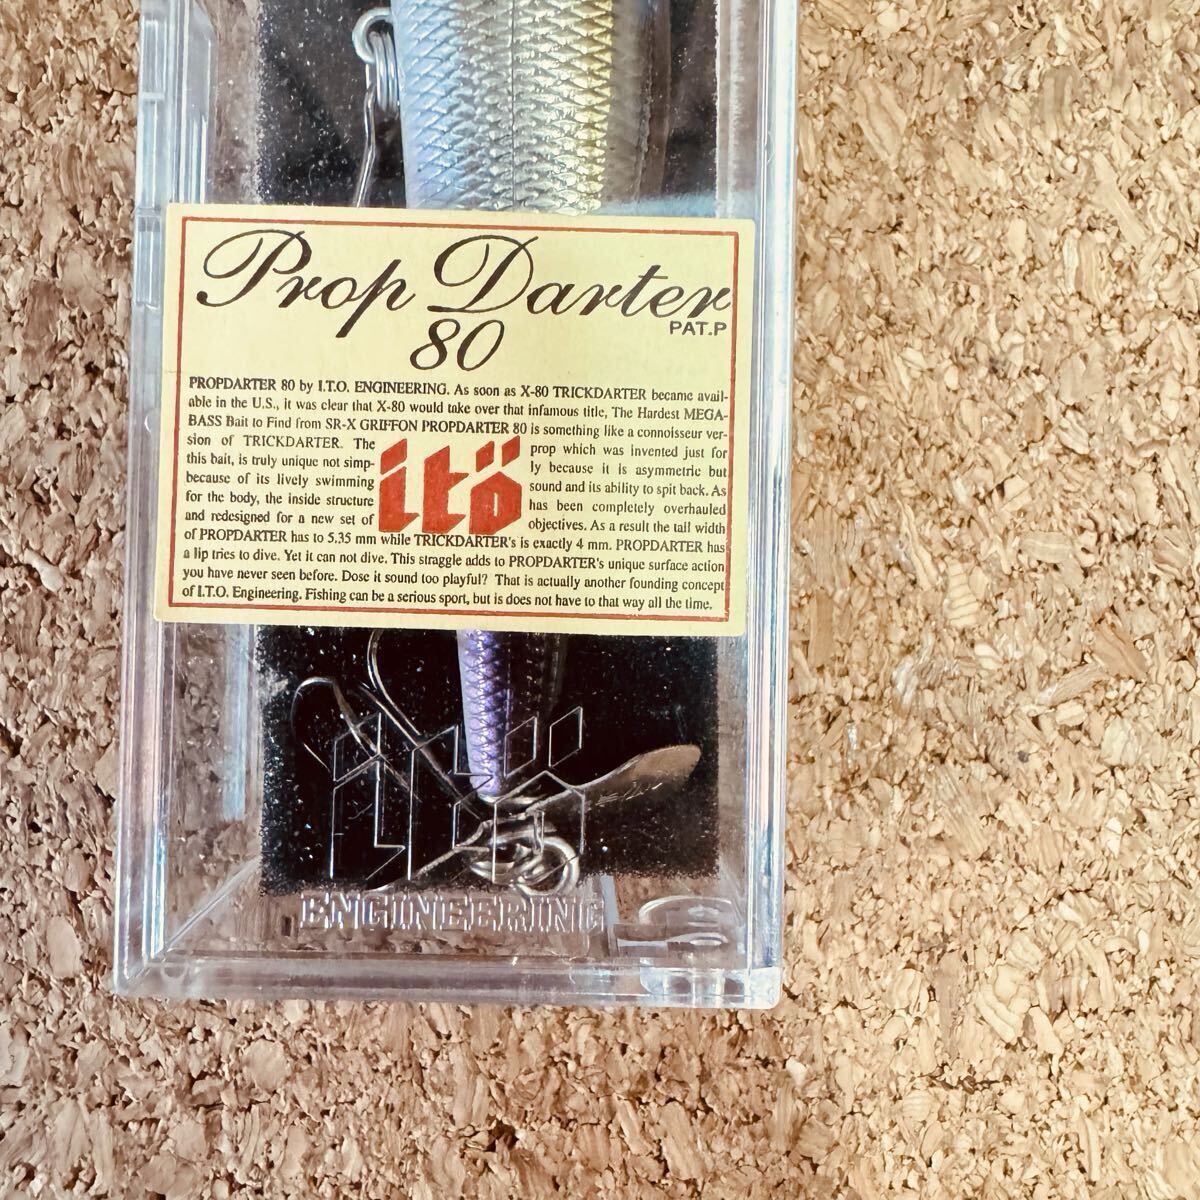 Prop Darter
PAT.P
80
PROPDARTER 80 by I.T.O. ENGINEERING. As soon as X-80 TRICKDARTER became avail-
able in the U.S., it was clear that X-80 would take over that infamous title, The Hardest MEGA-
BASS Bait to Find from SR-X GRIFFON PROPDARTER 80 is something like a connoisseur ver-
sion of TRICKDARTER. The prop which was invented just for
this bait, is truly unique not simp- ly because it is asymmetric but
because of its lively swimming sound and its ability to spit back. As
for the body, the inside structure has been completely overhauled
and redesigned for a new set of objectives. As a result the tail width
itö
of PROPDARTER has to 5.35 mm while TRICKDARTER's is exactly 4 mm. PROPDARTER has
a lip tries to dive. Yet it can not dive. This straggle adds to PROPDARTER's unique surface action
you have never seen before. Dose it sound too playful? That is actually another founding concept
of I.T.O. Engineering. Fishing can be a serious sport, but is does not have to that way all the time.
itö
ENGINEERING